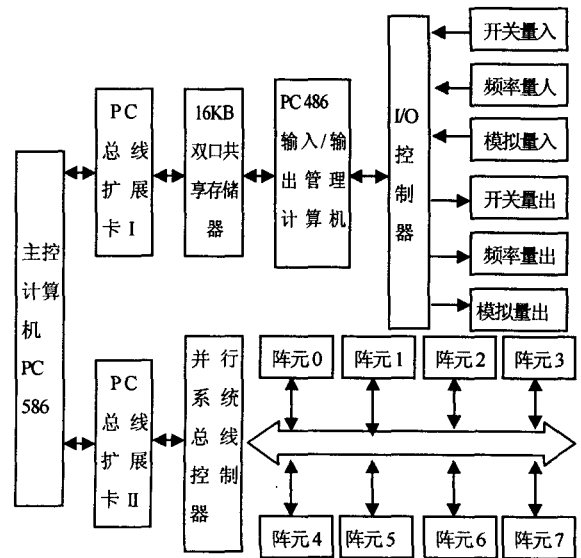 主控
计算
机
PC
586
PC
总线
扩展
卡 I
16KB
双口共
享存储
器
PC 486
输入/输
出管理
计算机
I/O
控
制
器
开关量入
频率量人
模拟量入
开关量出
频率量出
模拟量出
PC
总线
扩展
卡 II
并行
系统
总线
控制
器
阵元0
阵元1
阵元2
阵元3
阵元4
阵元5
阵元6
阵元7